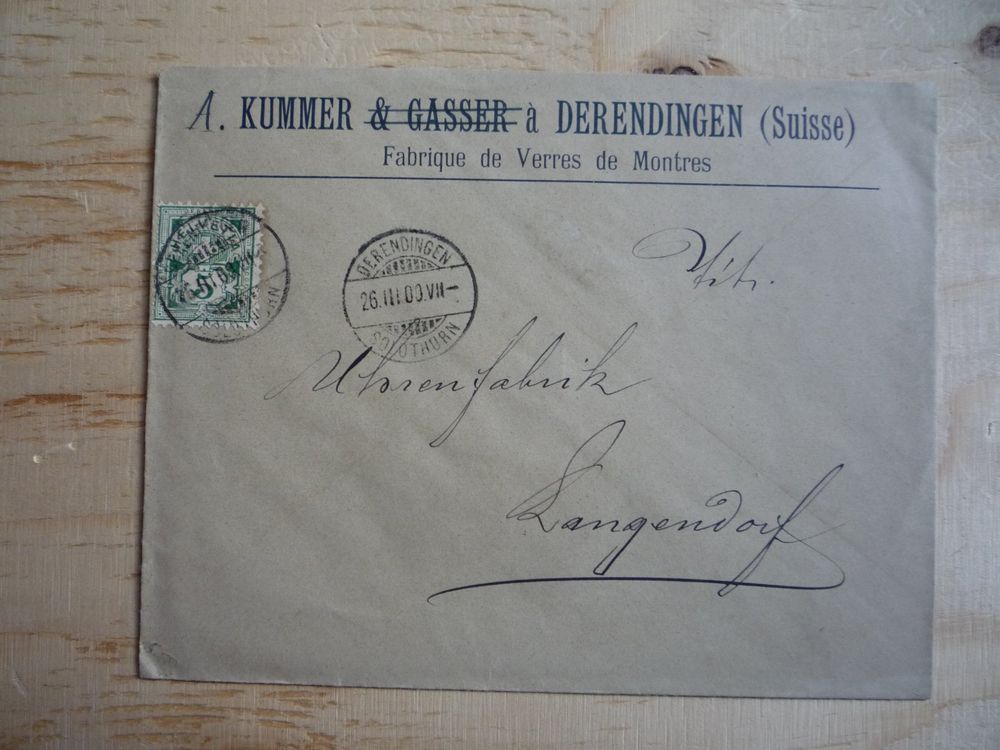 A. KUMMER & GASSER à DERENDINGEN (Suisse)
Fabrique de Verres de Montres
HELVETIA
5
DERENDINGEN
26.III.00.VII-
SOLOTHURN
Tit.
Uhrenfabrik
Langendorf